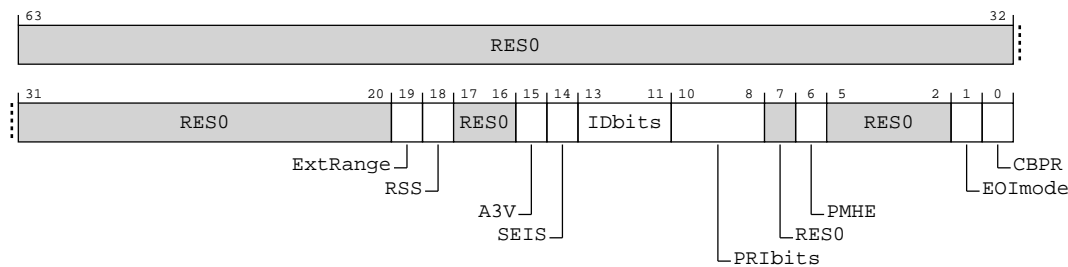 63 32
RES0
31 20 19 18 17 16 15 14 13 11 10 8 7 6 5 2 1 0
RES0 RES0 IDbits RES0
ExtRange CBPR
RSS EOImode
A3V PMHE
SEIS RES0
PRIbits